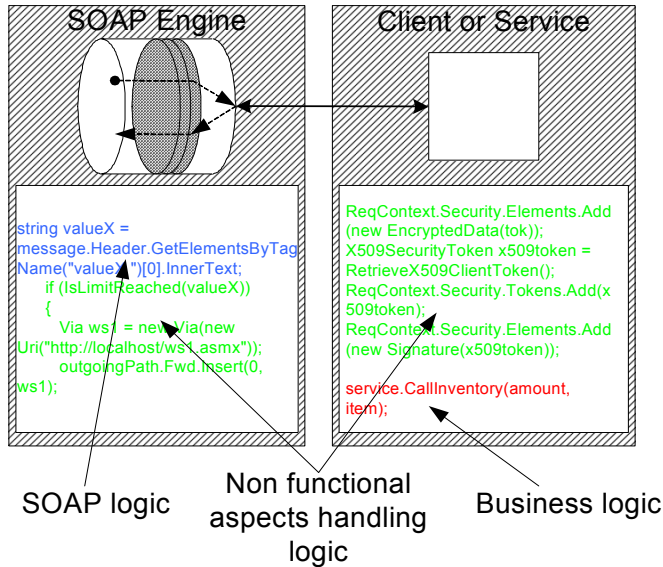 SOAP Engine
Client or Service
string valueX =
message.Header.GetElementsByTag
Name("valueX")[0].InnerText;
if (IsLimitReached(valueX))
{
Via ws1 = new Via(new
Uri("http://localhost/ws1.asmx"));
outgoingPath.Fwd.Insert(0,
ws1);
ReqContext.Security.Elements.Add
(new EncryptedData(tok));
X509SecurityToken x509token =
RetrieveX509ClientToken();
ReqContext.Security.Tokens.Add(x
509token);
ReqContext.Security.Elements.Add
(new Signature(x509token));
service.CallInventory(amount,
item);
SOAP logic
Non functional
aspects handling
logic
Business logic